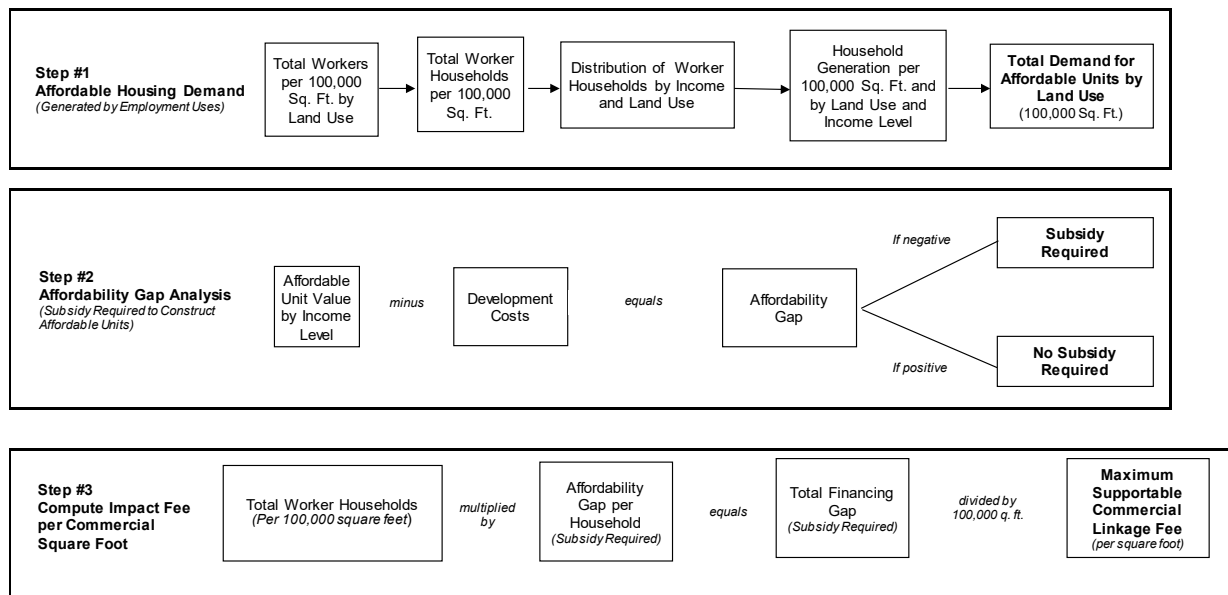 Step #1
Affordable Housing Demand
(Generated by Employment Uses)
Total Workers
per 100,000
Sq. Ft. by
Land Use
Total Worker
Households
per 100,000
Sq. Ft.
Distribution of Worker
Households by Income
and Land Use
Household
Generation per
100,000 Sq. Ft. and
by Land Use and
Income Level
Total Demand for
Affordable Units by
Land Use
(100,000 Sq. Ft.)
Step #2
Affordability Gap Analysis
(Subsidy Required to Construct
Affordable Units)
Affordable
Unit Value
by Income
Level
minus
Development
Costs
equals
Affordability
Gap
If negative
Subsidy
Required
If positive
No Subsidy
Required
Step #3
Compute Impact Fee
per Commercial
Square Foot
Total Worker Households
(Per 100,000 square feet)
multiplied
by
Affordability
Gap per
Household
(Subsidy Required)
equals
Total Financing
Gap
(Subsidy Required)
divided by
100,000 q. ft.
Maximum
Supportable
Commercial
Linkage Fee
(per square foot)